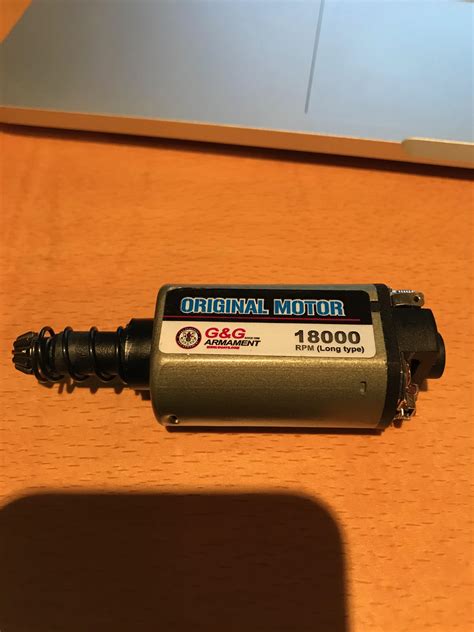 ORIGINAL MOTOR
G&G
ARMAMENT
18000
RPM (Long type)